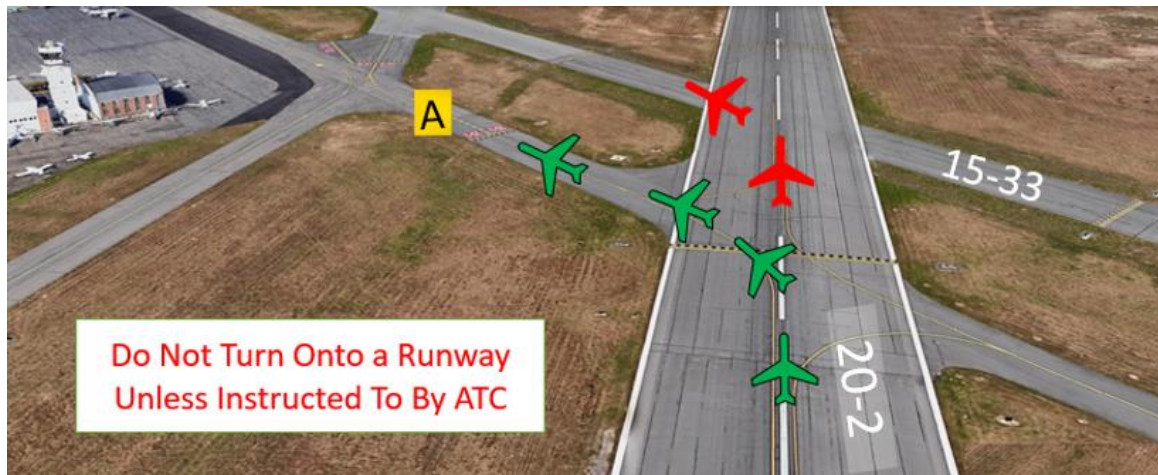 A
15-33
20-2
Do Not Turn Onto a Runway
Unless Instructed To By ATC